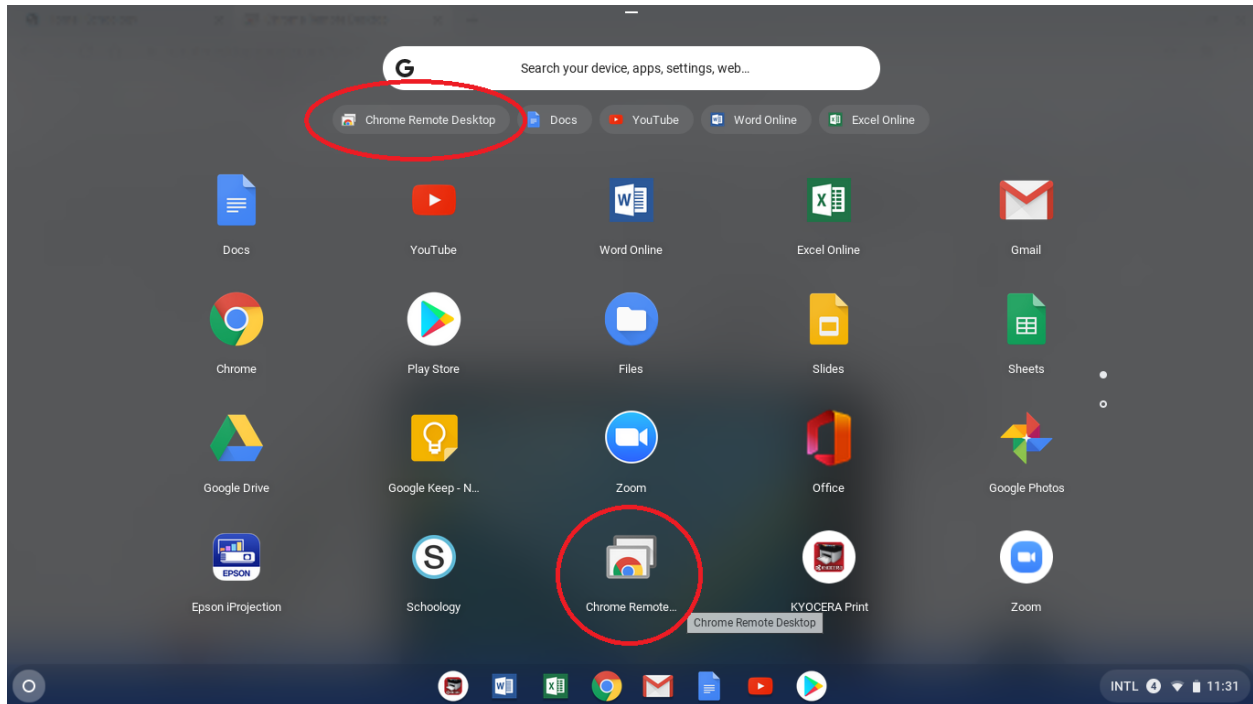 Search your device, apps, settings, web...
Chrome Remote Desktop Docs YouTube Word Online Excel Online
Docs YouTube Word Online Excel Online Gmail
Chrome Play Store Files Slides Sheets
Google Drive Google Keep - N... Zoom Office Google Photos
EPSON
Epson iProjection Schoology Chrome Remote... KYOCERA Print Zoom
Chrome Remote Desktop
INTL 4 11:31